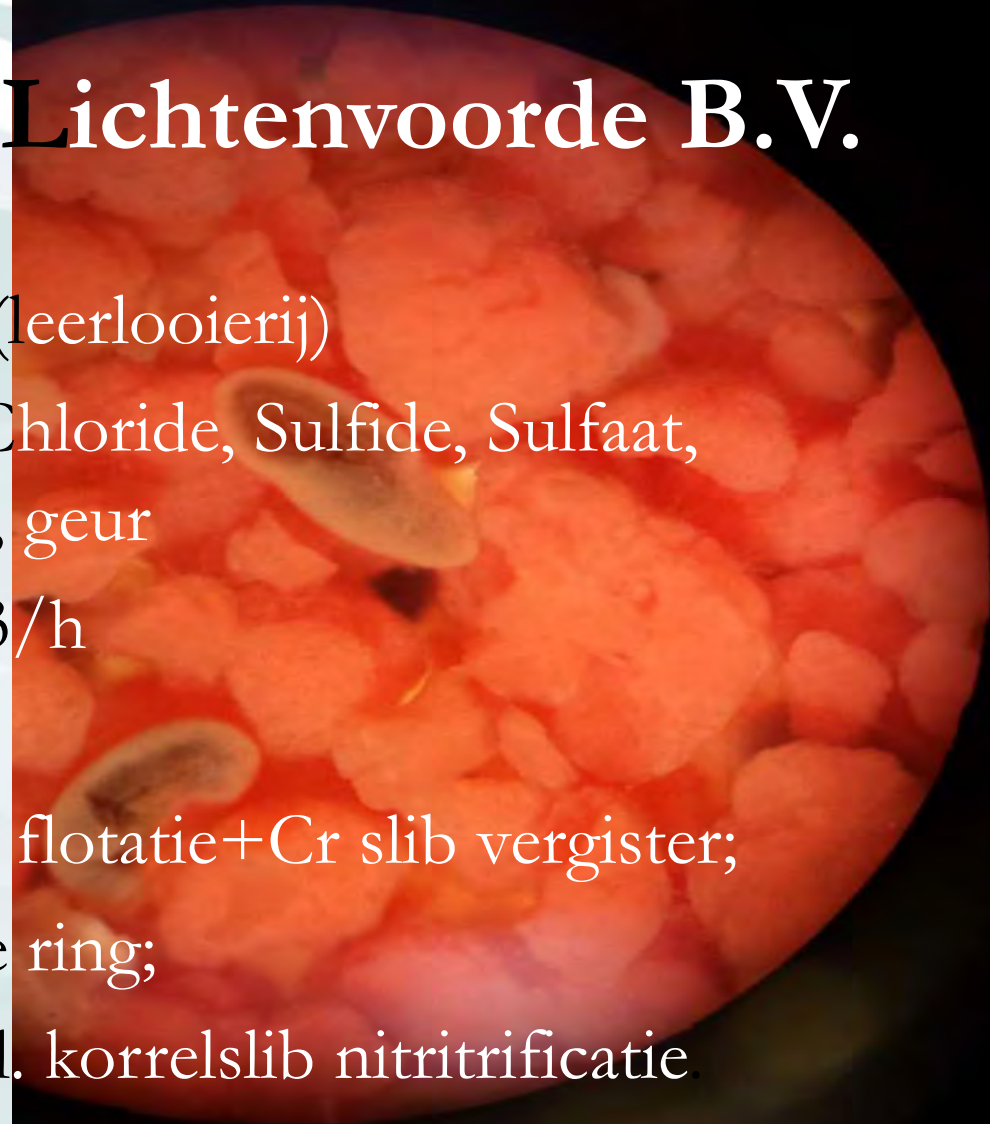 Lichtenvoorde B.V.
(leerlooierij)
Chloride, Sulfide, Sulfaat,
, geur
3/h
flotatie+Cr slib vergister;
e ring;
l. korrelslib nitritrificatie.